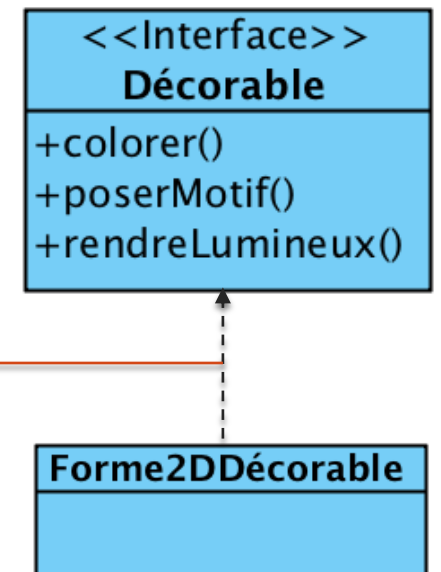 <<Interface>>
Décorable
+colorer()
+poserMotif()
+rendreLumineux()
Forme2DDécorable